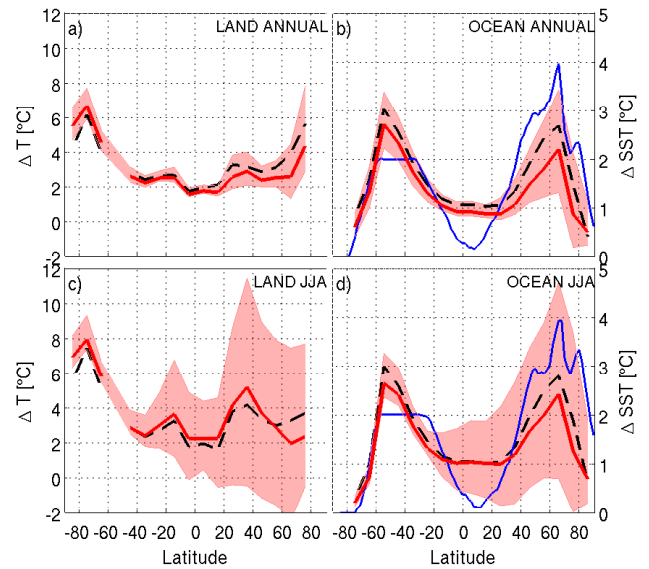 a) LAND ANNUAL
b) OCEAN ANNUAL
12
10
8
6
4
2
0
-2
Δ T [°C]
5
4
3
2
1
0
Δ SST [°C]
c) LAND JJA
d) OCEAN JJA
12
10
8
6
4
2
0
-2
Δ T [°C]
5
4
3
2
1
0
Δ SST [°C]
-80 -60 -40 -20 0 20 40 60 80
-80 -60 -40 -20 0 20 40 60 80
Latitude
Latitude